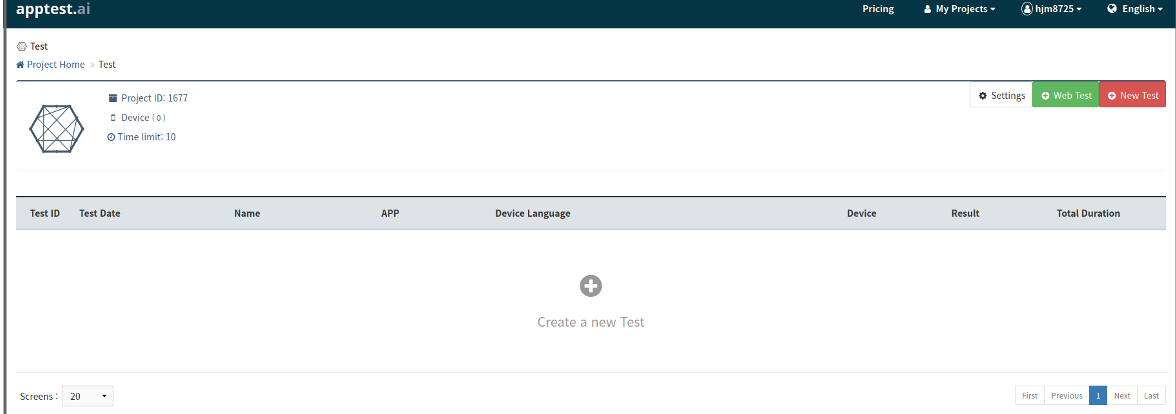 apptest.ai Pricing My Projects hjm8725 English
Test
Project Home » Test
Project ID: 1677
Device ( 0 )
Time limit: 10
Settings Web Test New Test
Test ID Test Date Name APP Device Language Device Result Total Duration
Create a new Test
Screens : 20 First Previous 1 Next Last